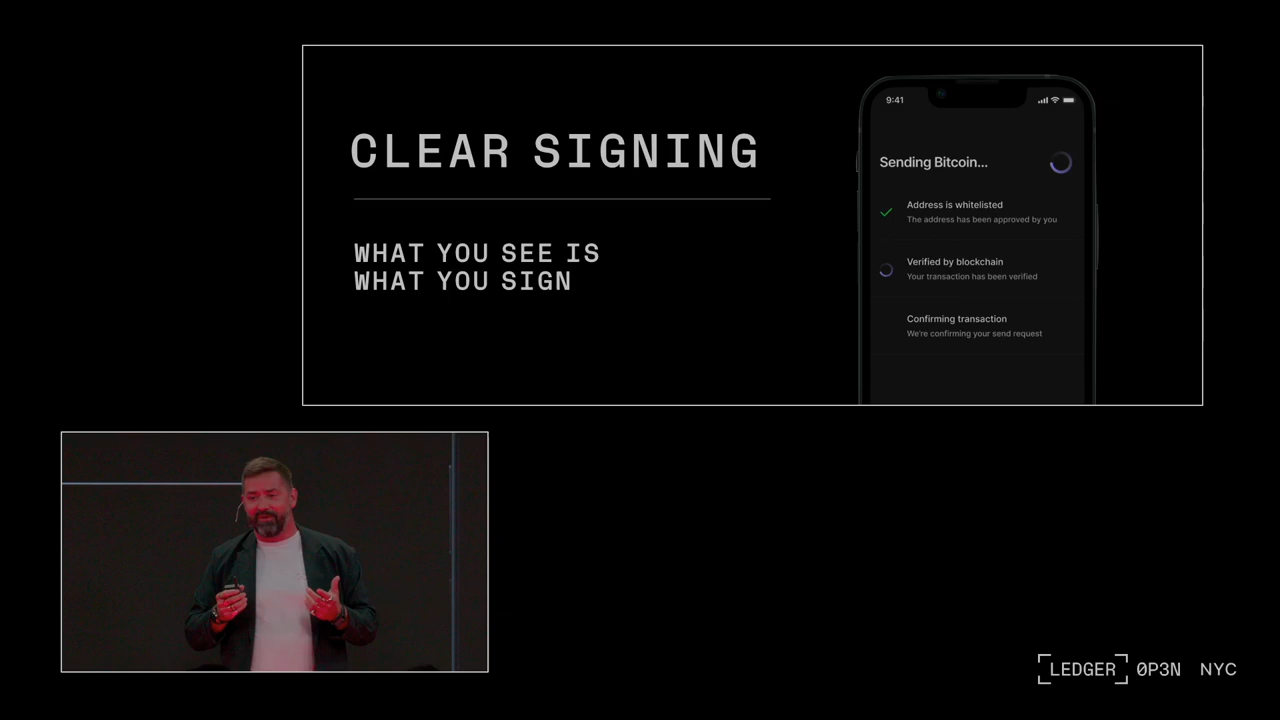 CLEAR SIGNING
WHAT YOU SEE IS
WHAT YOU SIGN
9:41
Sending Bitcoin...
Address is whitelisted
The address has been approved by you
Verified by blockchain
Your transaction has been verified
Confirming transaction
We're confirming your send request
LEDGER 0P3N NYC